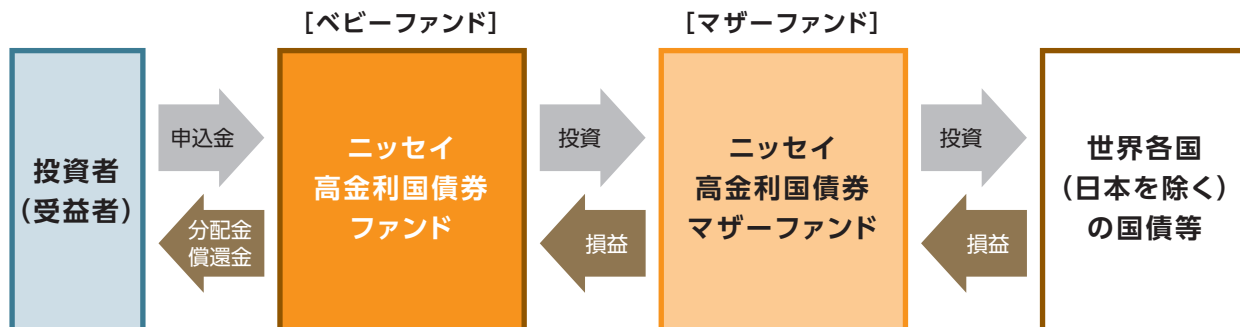 [ベビーファンド]
[マザーファンド]
投資者
(受益者)
申込金
分配金
償還金
ニッセイ
高金利国債券
ファンド
投資
損益
ニッセイ
高金利国債券
マザーファンド
投資
損益
世界各国
(日本を除く)
の国債等